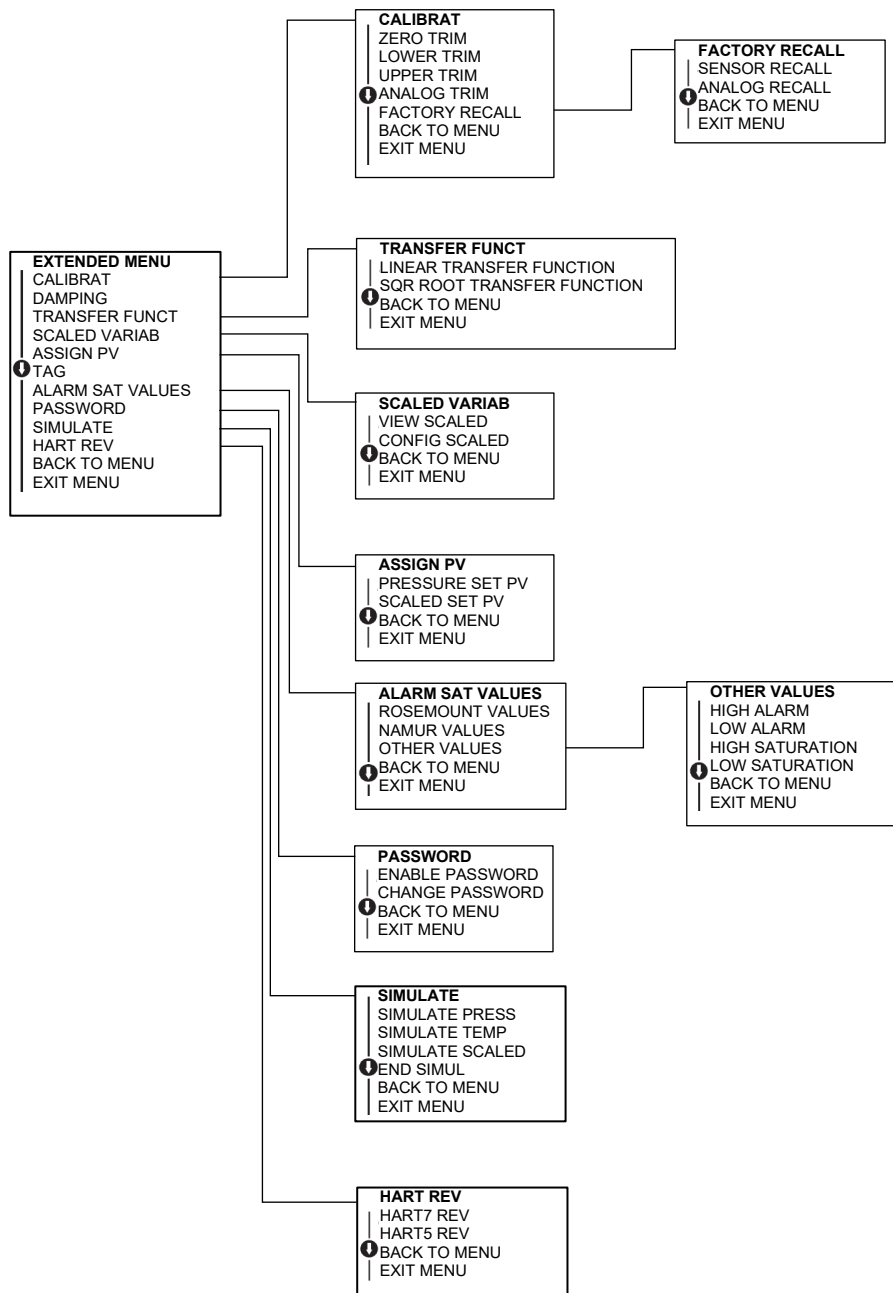 CALIBRAT
ZERO TRIM
LOWER TRIM
UPPER TRIM
ANALOG TRIM
FACTORY RECALL
BACK TO MENU
EXIT MENU
FACTORY RECALL
SENSOR RECALL
ANALOG RECALL
BACK TO MENU
EXIT MENU
EXTENDED MENU
CALIBRAT
DAMPING
TRANSFER FUNCT
SCALED VARIAB
ASSIGN PV
TAG
ALARM SAT VALUES
PASSWORD
SIMULATE
HART REV
BACK TO MENU
EXIT MENU
TRANSFER FUNCT
LINEAR TRANSFER FUNCTION
SQR ROOT TRANSFER FUNCTION
BACK TO MENU
EXIT MENU
SCALED VARIAB
VIEW SCALED
CONFIG SCALED
BACK TO MENU
EXIT MENU
ASSIGN PV
PRESSURE SET PV
SCALED SET PV
BACK TO MENU
EXIT MENU
ALARM SAT VALUES
ROSEMOUNT VALUES
NAMUR VALUES
OTHER VALUES
BACK TO MENU
EXIT MENU
OTHER VALUES
HIGH ALARM
LOW ALARM
HIGH SATURATION
LOW SATURATION
BACK TO MENU
EXIT MENU
PASSWORD
ENABLE PASSWORD
CHANGE PASSWORD
BACK TO MENU
EXIT MENU
SIMULATE
SIMULATE PRESS
SIMULATE TEMP
SIMULATE SCALED
END SIMUL
BACK TO MENU
EXIT MENU
HART REV
HART7 REV
HART5 REV
BACK TO MENU
EXIT MENU